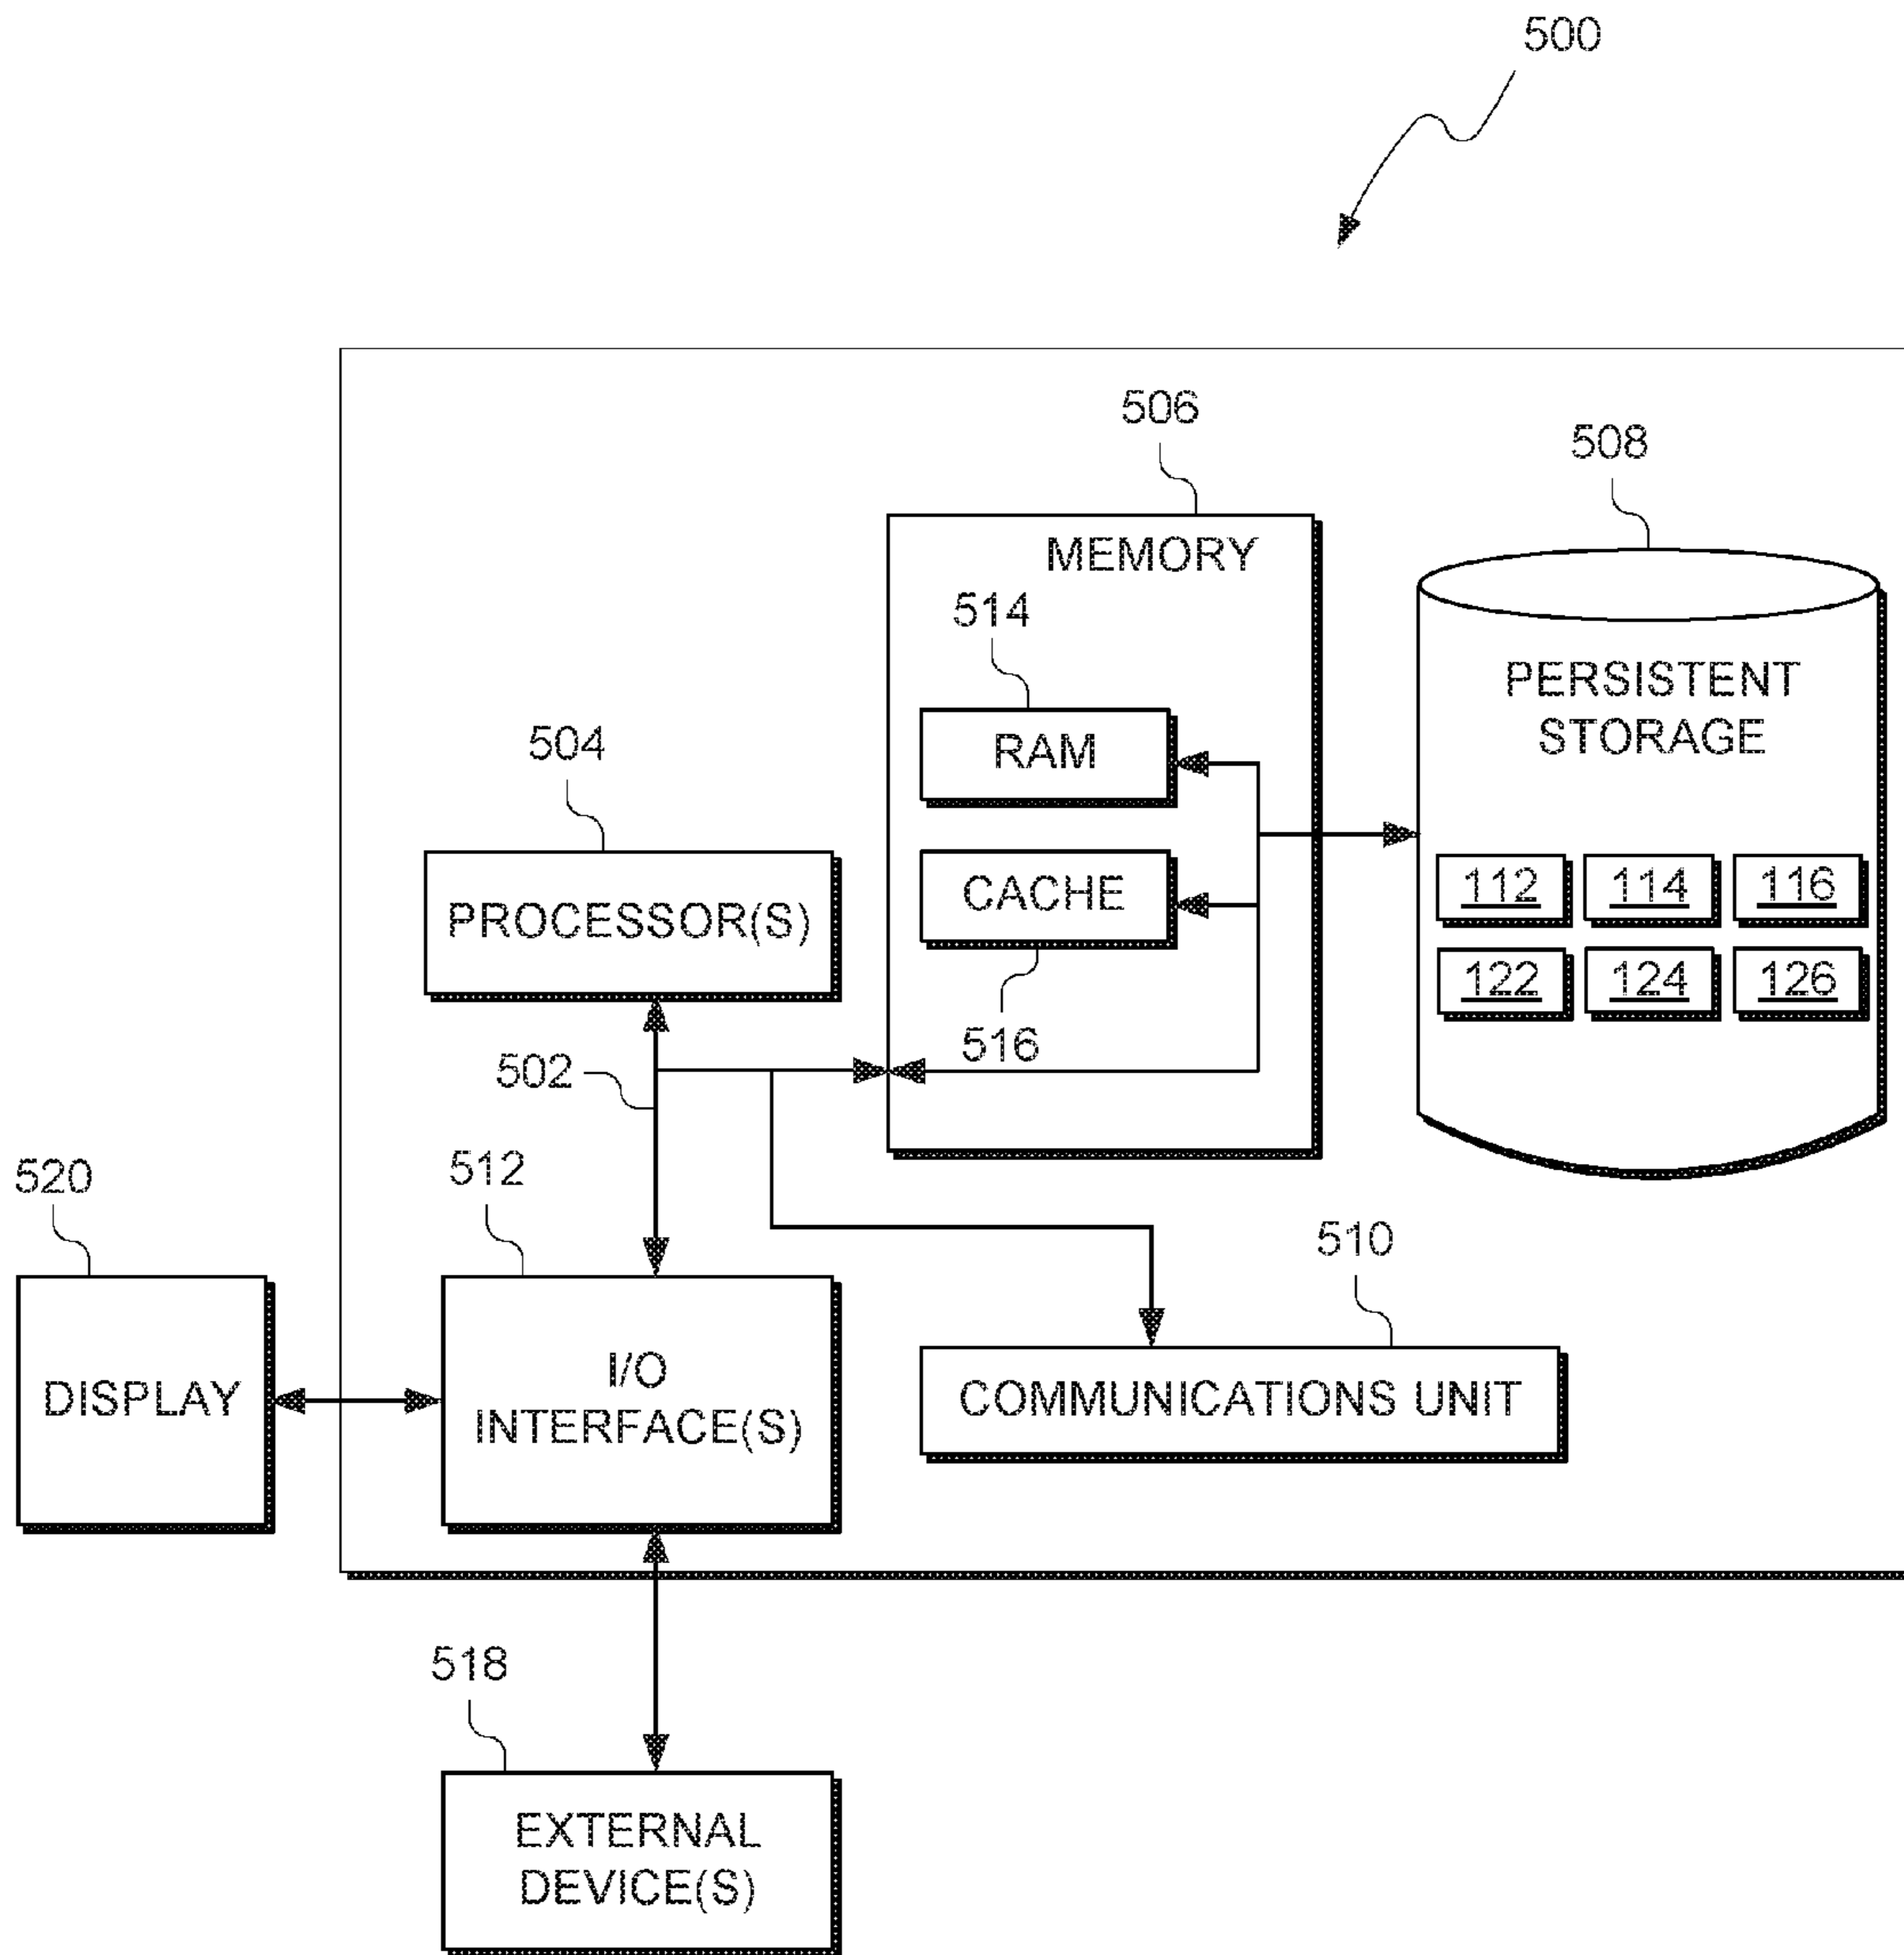 500
506
508
MEMORY
514
PERSISTENT
STORAGE
RAM
504
CACHE
112 114 116
PROCESSOR(S)
122 124 126
516
502
520
512
510
I/O
INTERFACE(S)
DISPLAY
COMMUNICATIONS UNIT
518
EXTERNAL
DEVICE(S)